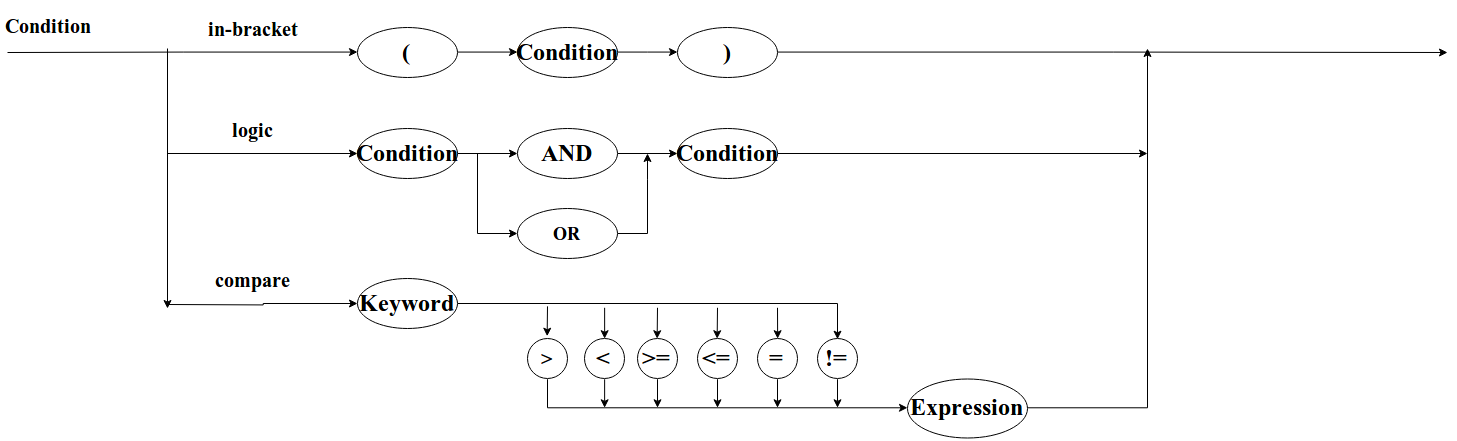 Condition
in-bracket
( Condition )
logic
Condition AND Condition
OR
compare
Keyword
> < >= <= = !=
Expression